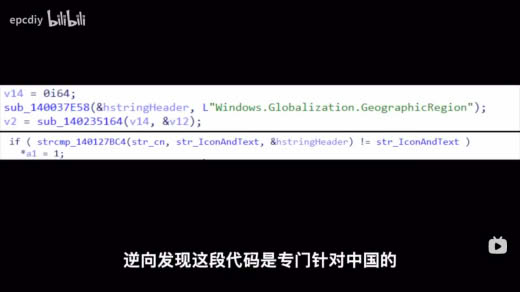 epcdiy bilibili
v14 = 0i64;
sub_140037E58(&hstringHeader, L"Windows.Globalization.GeographicRegion");
v2 = sub_140235164(v14, &v12);
if ( strcmp_140127BC4(str_cn, str_IconAndText, &hstringHeader) != str_IconAndText )
*a1 = 1;
逆向发现这段代码是专门针对中国的